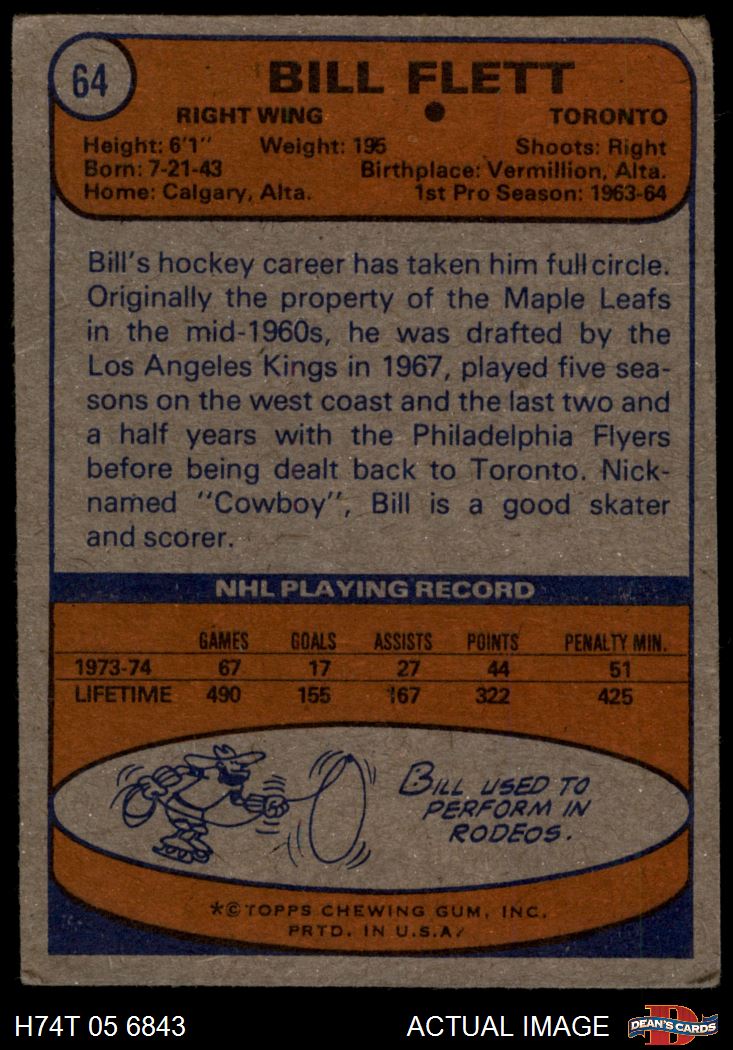 64
BILL FLETT
RIGHT WING
TORONTO
Height: 6'1" Weight: 195 Shoots: Right
Born: 7-21-43 Birthplace: Vermillion, Alta.
Home: Calgary, Alta. 1st Pro Season: 1963-64
Bill's hockey career has taken him full circle.
Originally the property of the Maple Leafs
in the mid-1960s, he was drafted by the
Los Angeles Kings in 1967, played five sea-
sons on the west coast and the last two and
a half years with the Philadelphia Flyers
before being dealt back to Toronto. Nick-
named "Cowboy", Bill is a good skater
and scorer.
NHL PLAYING RECORD
GAMES GOALS ASSISTS POINTS PENALTY MIN.
1973-74 67 17 27 44 51
LIFETIME 490 155 167 322 425
BILL USED TO
PERFORM IN
RODEOS.
*© TOPPS CHEWING GUM, INC.
PRTD. IN U.S.A.
H74T 05 6843 ACTUAL IMAGE
DEAN'S CARDS